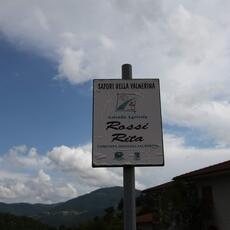 SAPORI DELLA VALNERINA
Azienda Agricola
Rossi
Rita